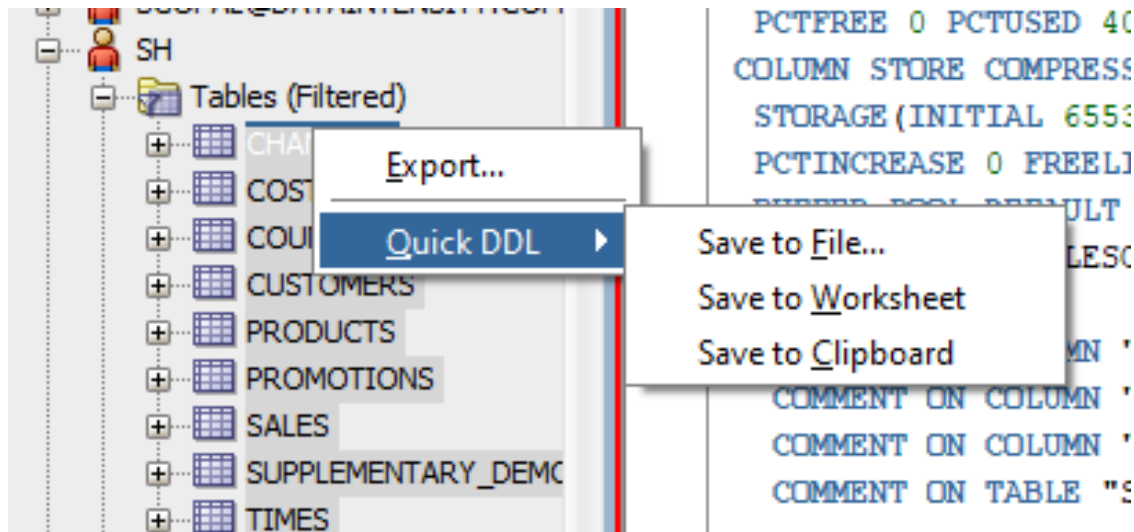 SH
Tables (Filtered)
CUSTOMERS
PRODUCTS
PROMOTIONS
SALES
SUPPLEMENTARY_DEMO
TIMES
Export...
Quick DDL
Save to File...
Save to Worksheet
Save to Clipboard
PCTFREE 0 PCTUSED 40
COLUMN STORE COMPRESS
STORAGE(INITIAL 6553
PCTINCREASE 0 FREELI
COMMENT ON COLUMN "
COMMENT ON COLUMN "
COMMENT ON TABLE "S